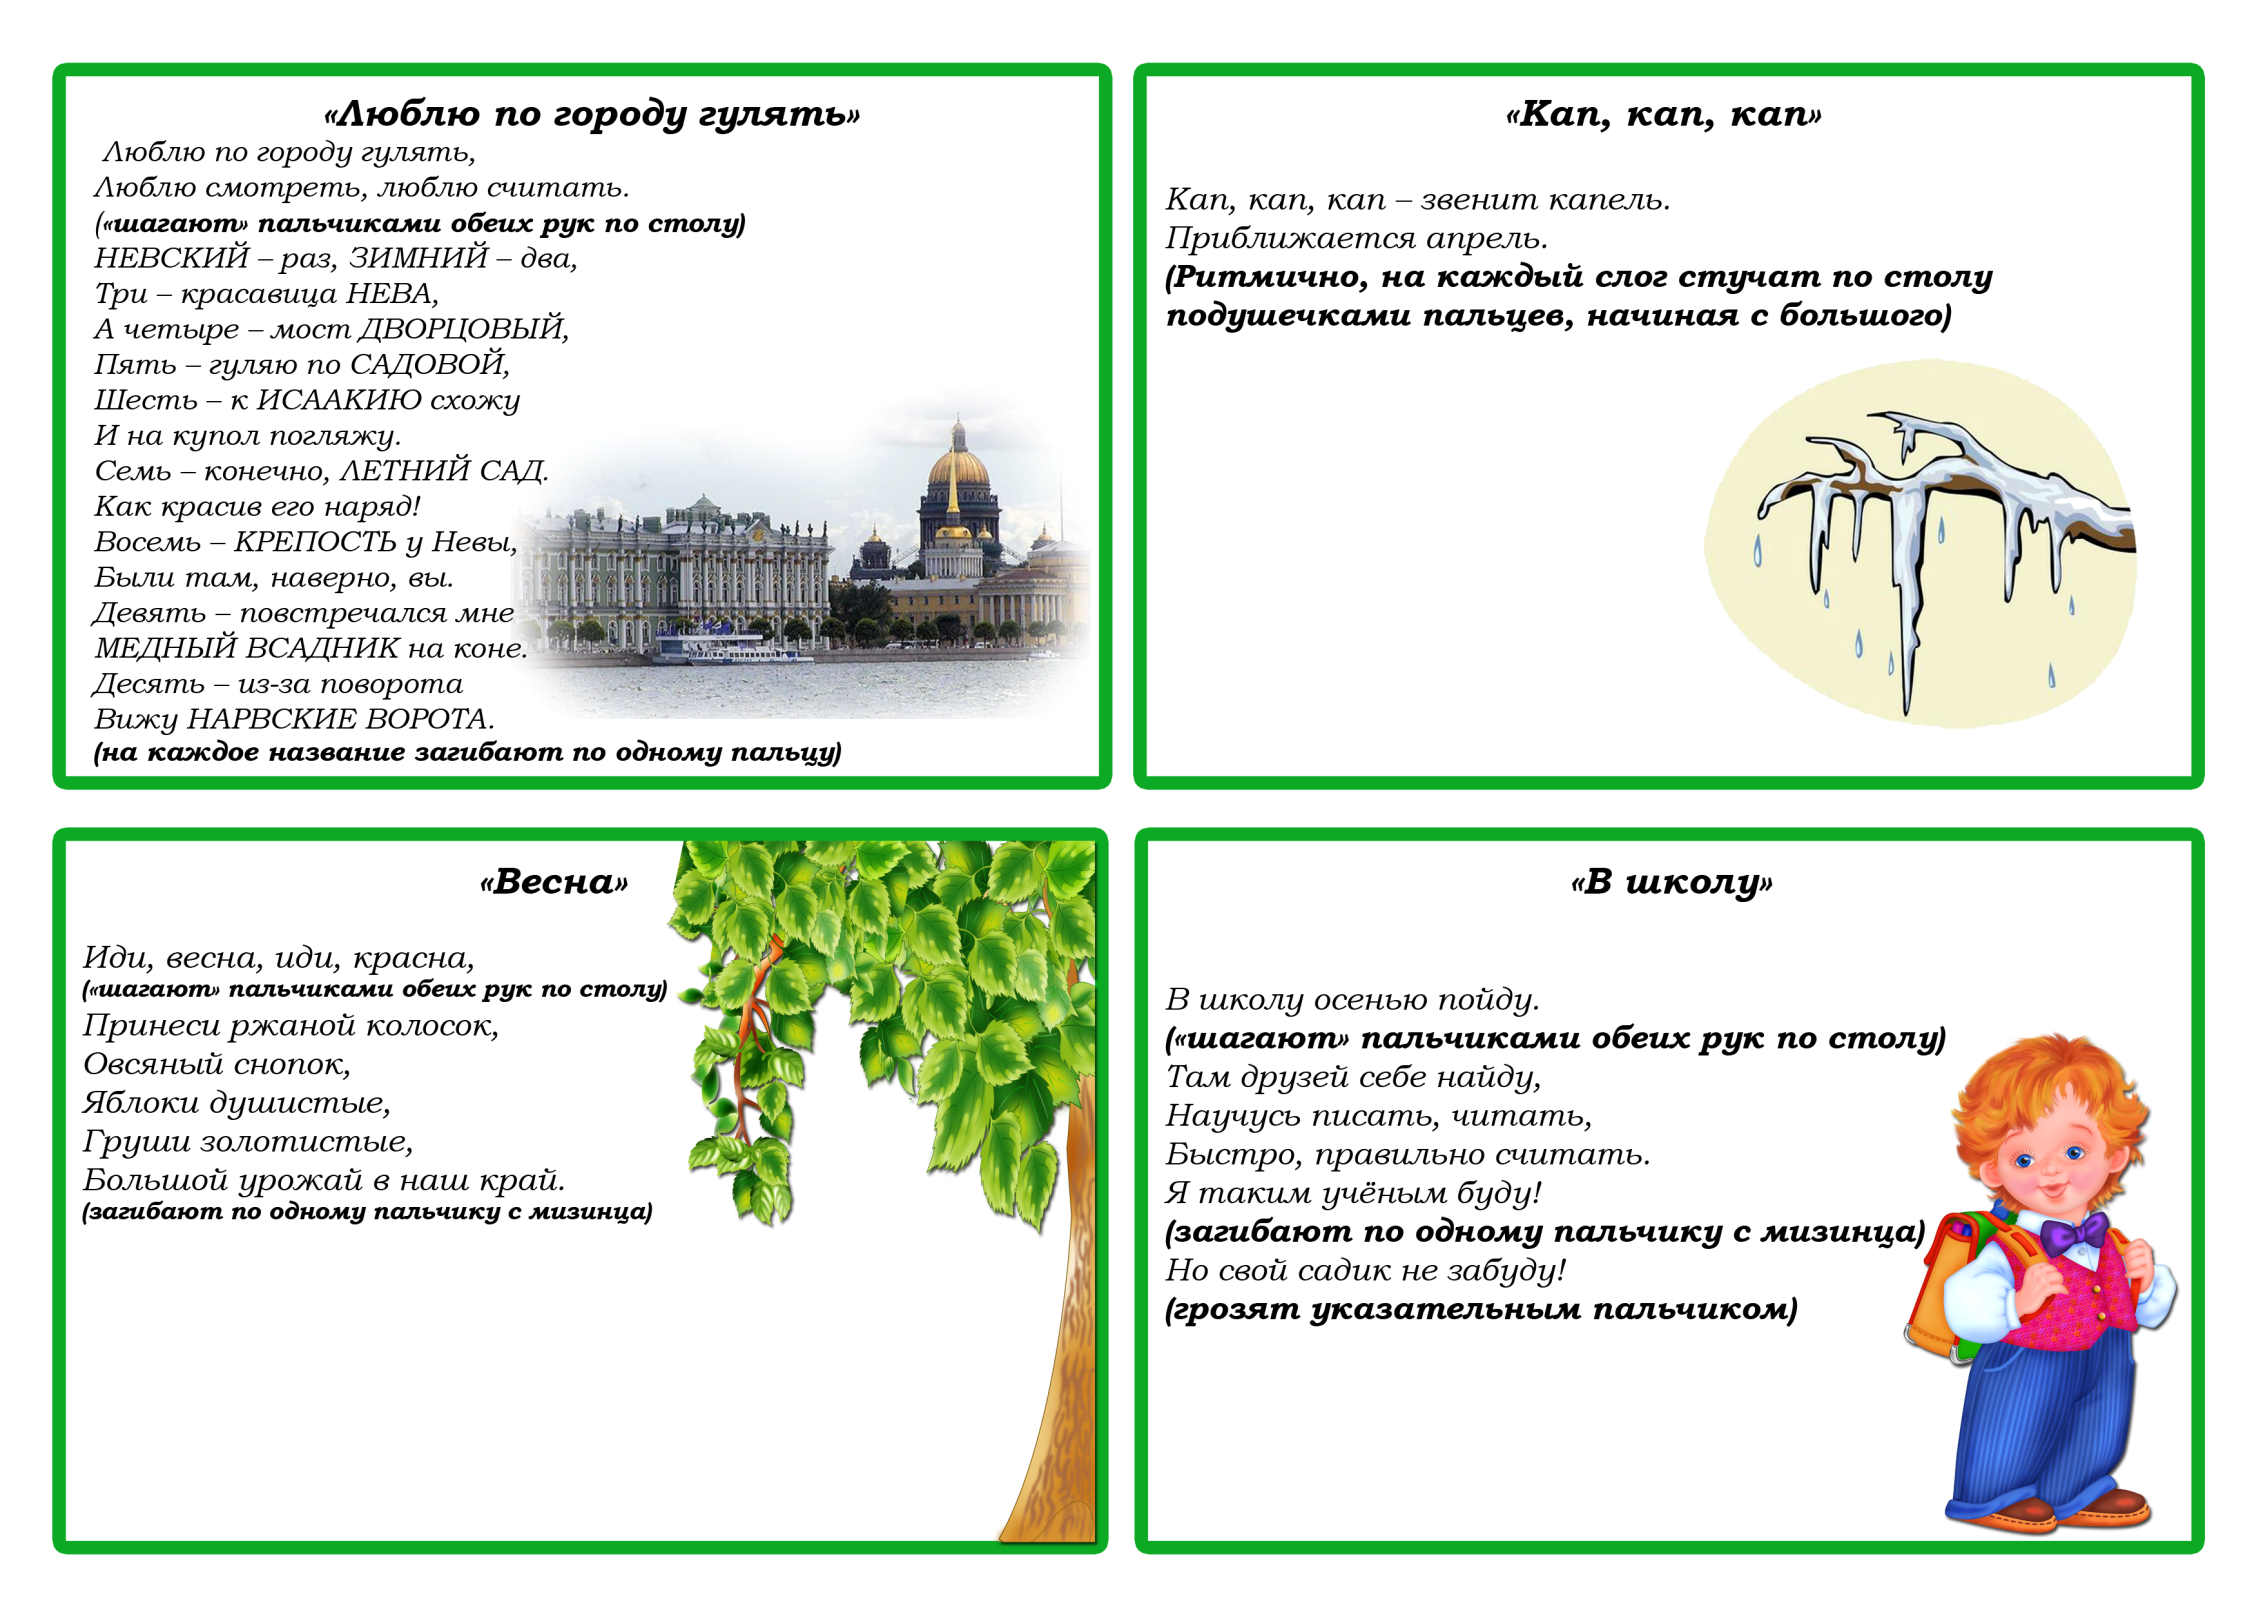 «Люблю по городу гулять»
Люблю по городу гулять,
Люблю смотреть, люблю считать.
(«шагают» пальчиками обеих рук по столу)
НЕВСКИЙ – раз, ЗИМНИЙ – два,
Три – красавица НЕВА,
А четыре – мост ДВОРЦОВЫЙ,
Пять – гуляю по САДОВОЙ,
Шесть – к ИСААКИЮ схожу
И на купол погляжу.
Семь – конечно, ЛЕТНИЙ САД.
Как красив его наряд!
Восемь – КРЕПОСТЬ у Невы,
Были там, наверно, вы.
Девять – повстречался мне
МЕДНЫЙ ВСАДНИК на коне.
Десять – из-за поворота
Вижу НАРВСКИЕ ВОРОТА.
(на каждое название загибают по одному пальцу)
«Кап, кап, кап»
Кап, кап, кап – звенит капель.
Приближается апрель.
(Ритмично, на каждый слог стучат по столу
подушечками пальцев, начиная с большого)
«Весна»
Иди, весна, иди, красна,
(«шагают» пальчиками обеих рук по столу)
Принеси ржаной колосок,
Овсяный снопок,
Яблоки душистые,
Груши золотистые,
Большой урожай в наш край.
(загибают по одному пальчику с мизинца)
«В школу»
В школу осенью пойду.
(«шагают» пальчиками обеих рук по столу)
Там друзей себе найду,
Научусь писать, читать,
Быстро, правильно считать.
Я таким учёным буду!
(загибают по одному пальчику с мизинца)
Но свой садик не забуду!
(грозят указательным пальчиком)